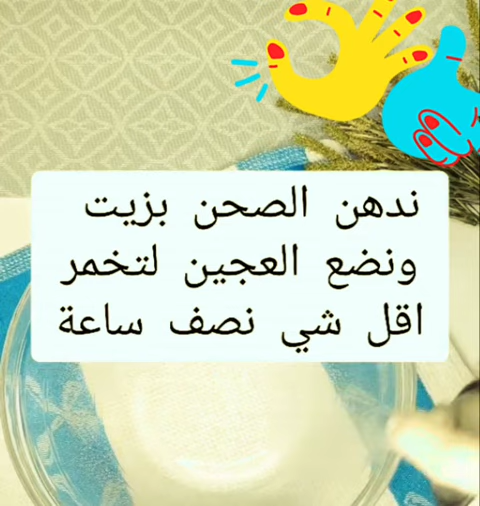 ندهن الصحن بزيت
ونضع العجين لتخمر
اقل شي نصف ساعة